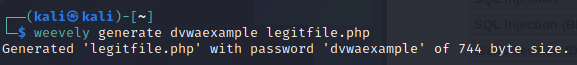 ┌──(kali㉿kali)-[~]
└─$ weevely generate dvwaexample legitfile.php
Generated 'legitfile.php' with password 'dvwaexample' of 744 byte size.